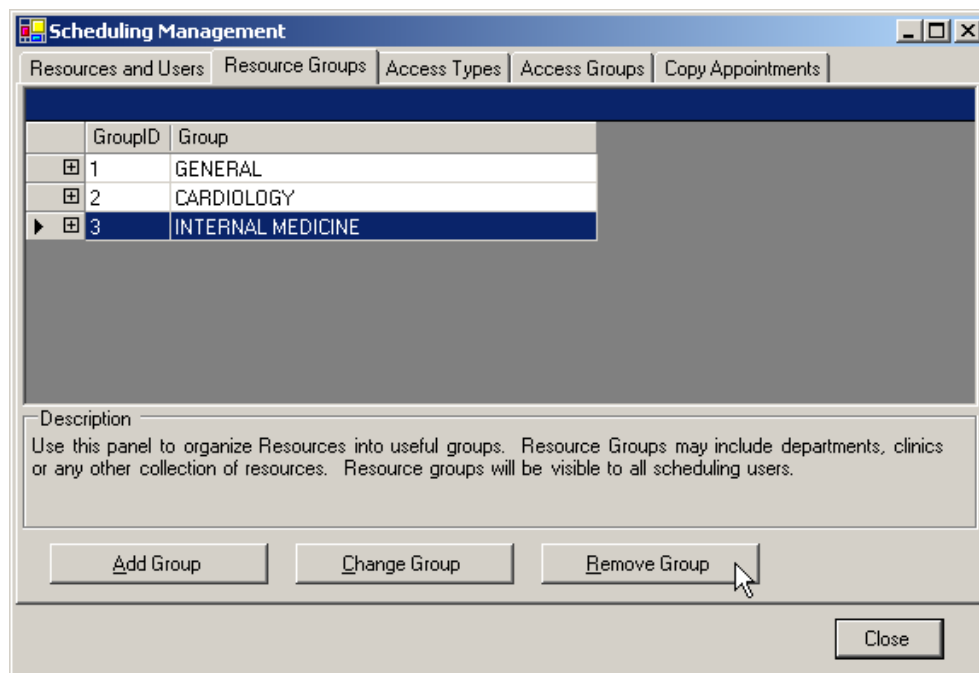 Scheduling Management
Resources and Users Resource Groups Access Types Access Groups Copy Appointments
GroupID Group
1 GENERAL
2 CARDIOLOGY
3 INTERNAL MEDICINE
Description
Use this panel to organize Resources into useful groups. Resource Groups may include departments, clinics
or any other collection of resources. Resource groups will be visible to all scheduling users.
Add Group Change Group Remove Group
Close